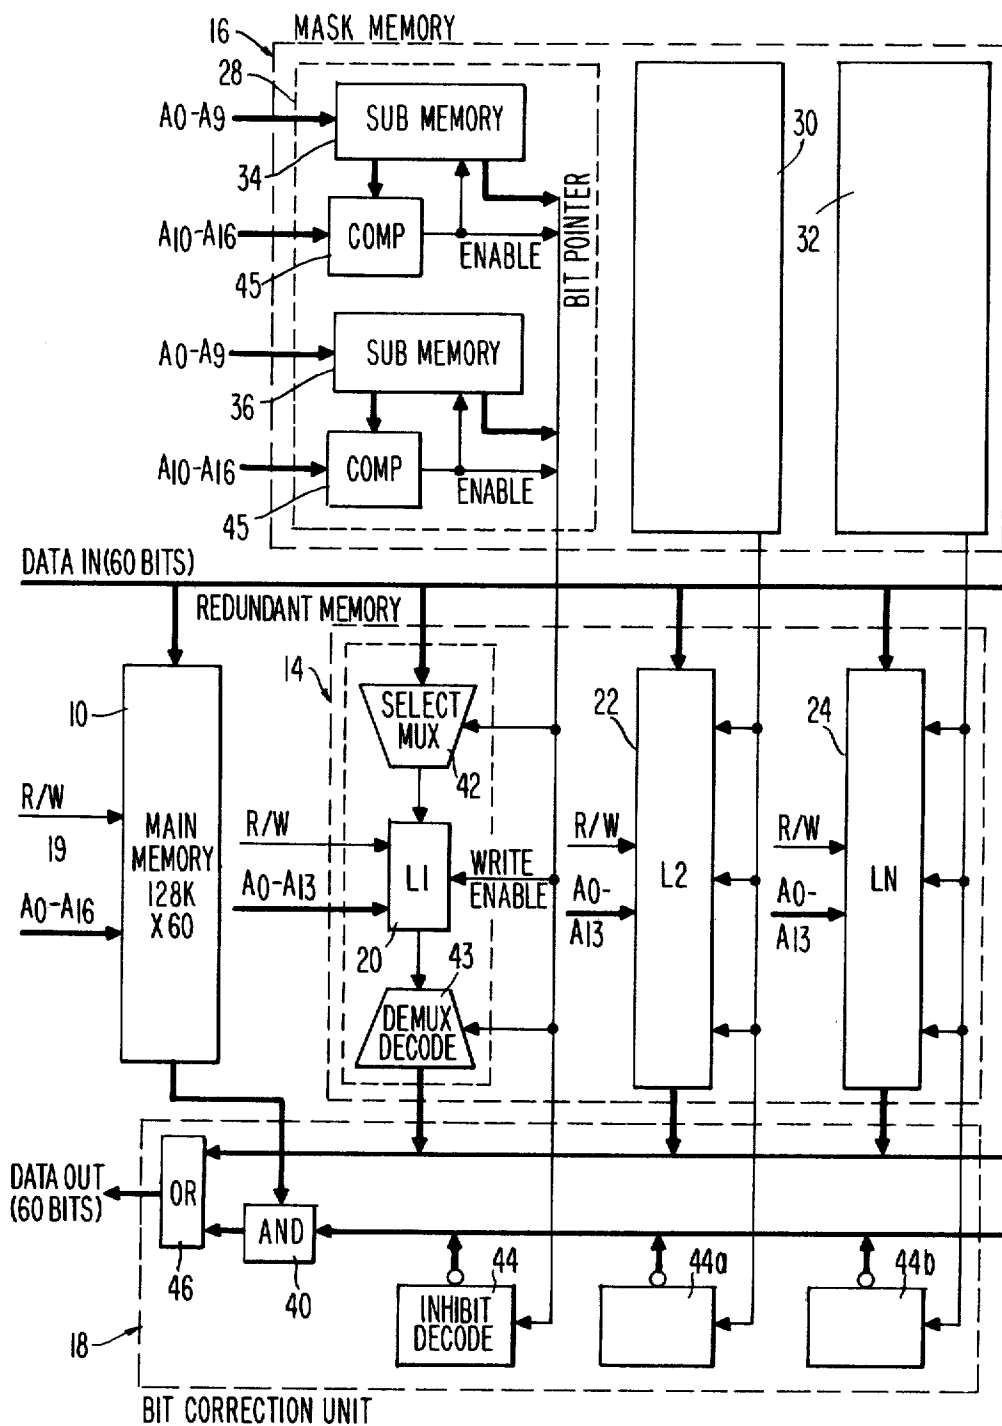 MASK MEMORY
16
28
A0-A9
SUB MEMORY
34
A10-A16
COMP
ENABLE
45
BIT POINTER
30
32
A0-A9
SUB MEMORY
36
A10-A16
COMP
ENABLE
45
DATA IN(60 BITS)
REDUNDANT MEMORY
14
10
SELECT
MUX
42
22
24
R/W
19
MAIN
MEMORY
128K
X60
A0-A16
R/W
A0-A13
L1
WRITE
ENABLE
20
R/W
A0-
A13
L2
R/W
A0-
A13
LN
43
DEMUX
DECODE
DATA OUT
(60 BITS)
OR
46
AND
40
44
INHIBIT
DECODE
44a
44b
18
BIT CORRECTION UNIT